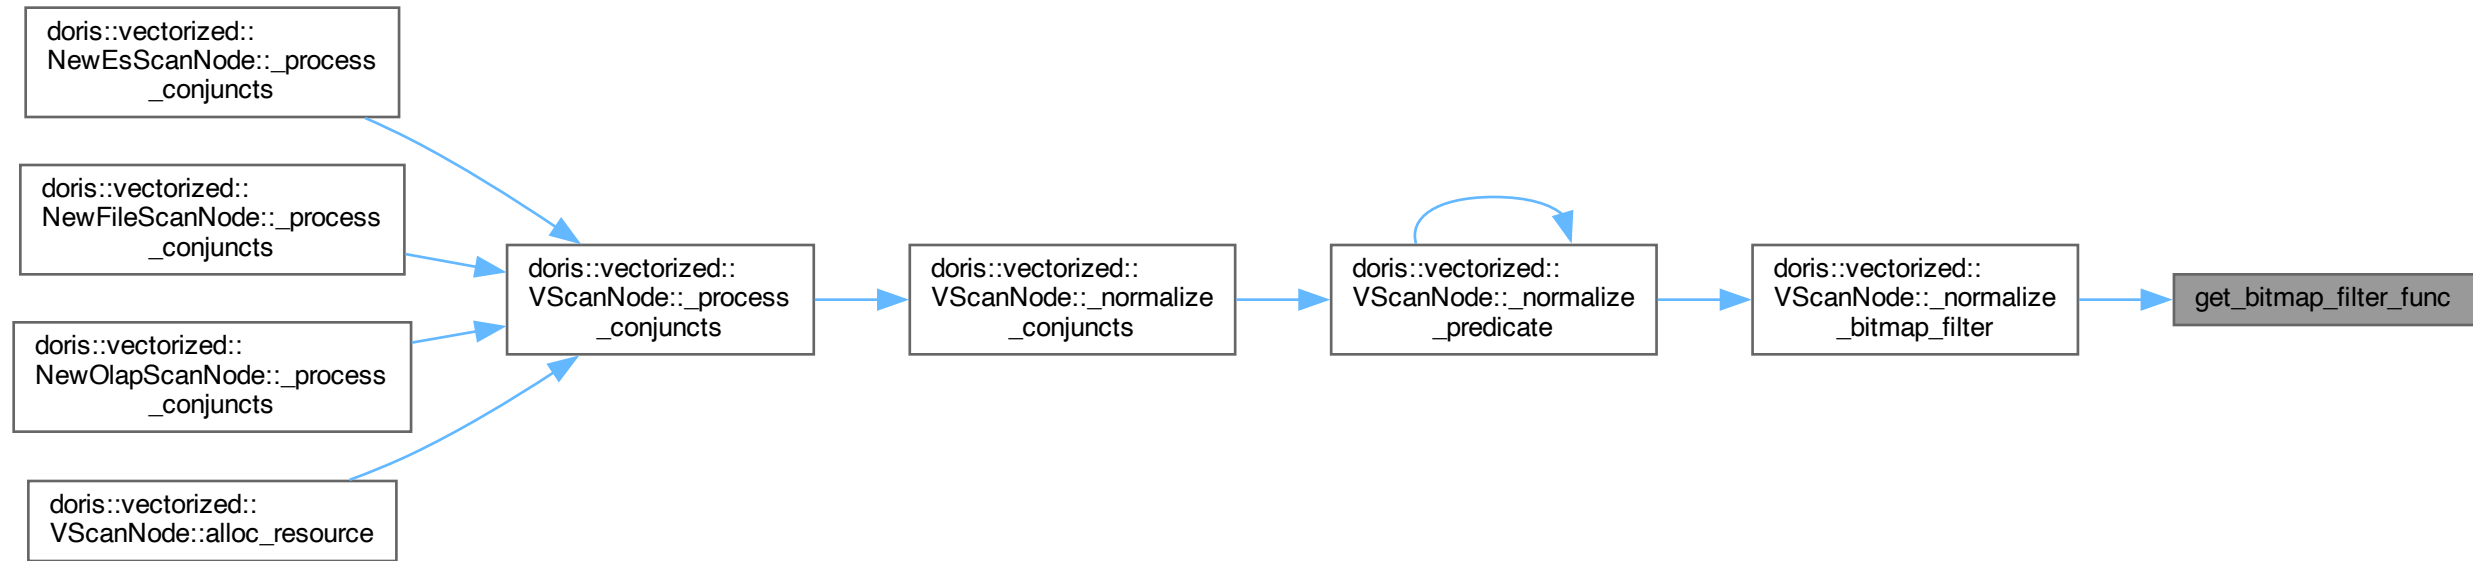 doris::vectorized::
NewEsScanNode::_process
_conjuncts
doris::vectorized::
NewFileScanNode::_process
_conjuncts
doris::vectorized::
NewOlapScanNode::_process
_conjuncts
doris::vectorized::
VScanNode::alloc_resource
doris::vectorized::
VScanNode::_process
_conjuncts
doris::vectorized::
VScanNode::_normalize
_conjuncts
doris::vectorized::
VScanNode::_normalize
_predicate
doris::vectorized::
VScanNode::_normalize
_bitmap_filter
get_bitmap_filter_func